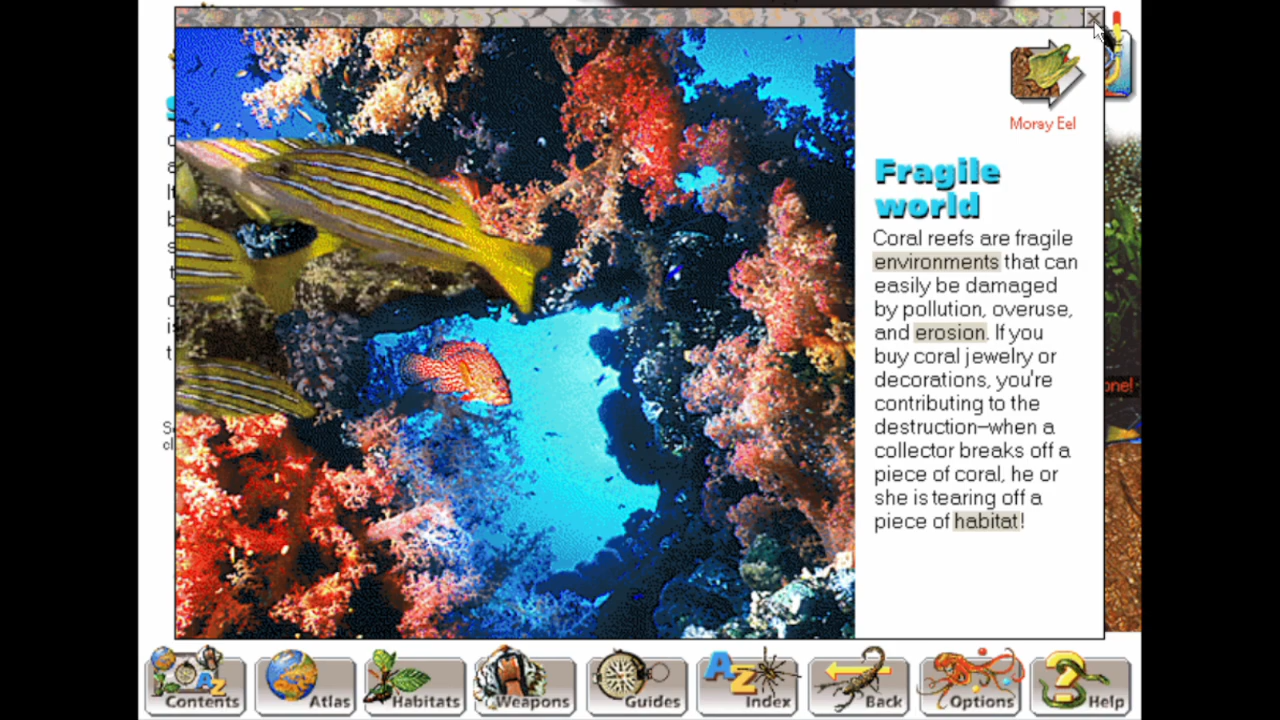 Moray Eel
Fragile
world
Coral reefs are fragile
environments that can
easily be damaged
by pollution, overuse,
and erosion. If you
buy coral jewelry or
decorations, you're
contributing to the
destruction–when a
collector breaks off a
piece of coral, he or
she is tearing off a
piece of habitat!
one!
Contents
Atlas
Habitats
Weapons
Guides
A Z Index
Back
Options
? Help